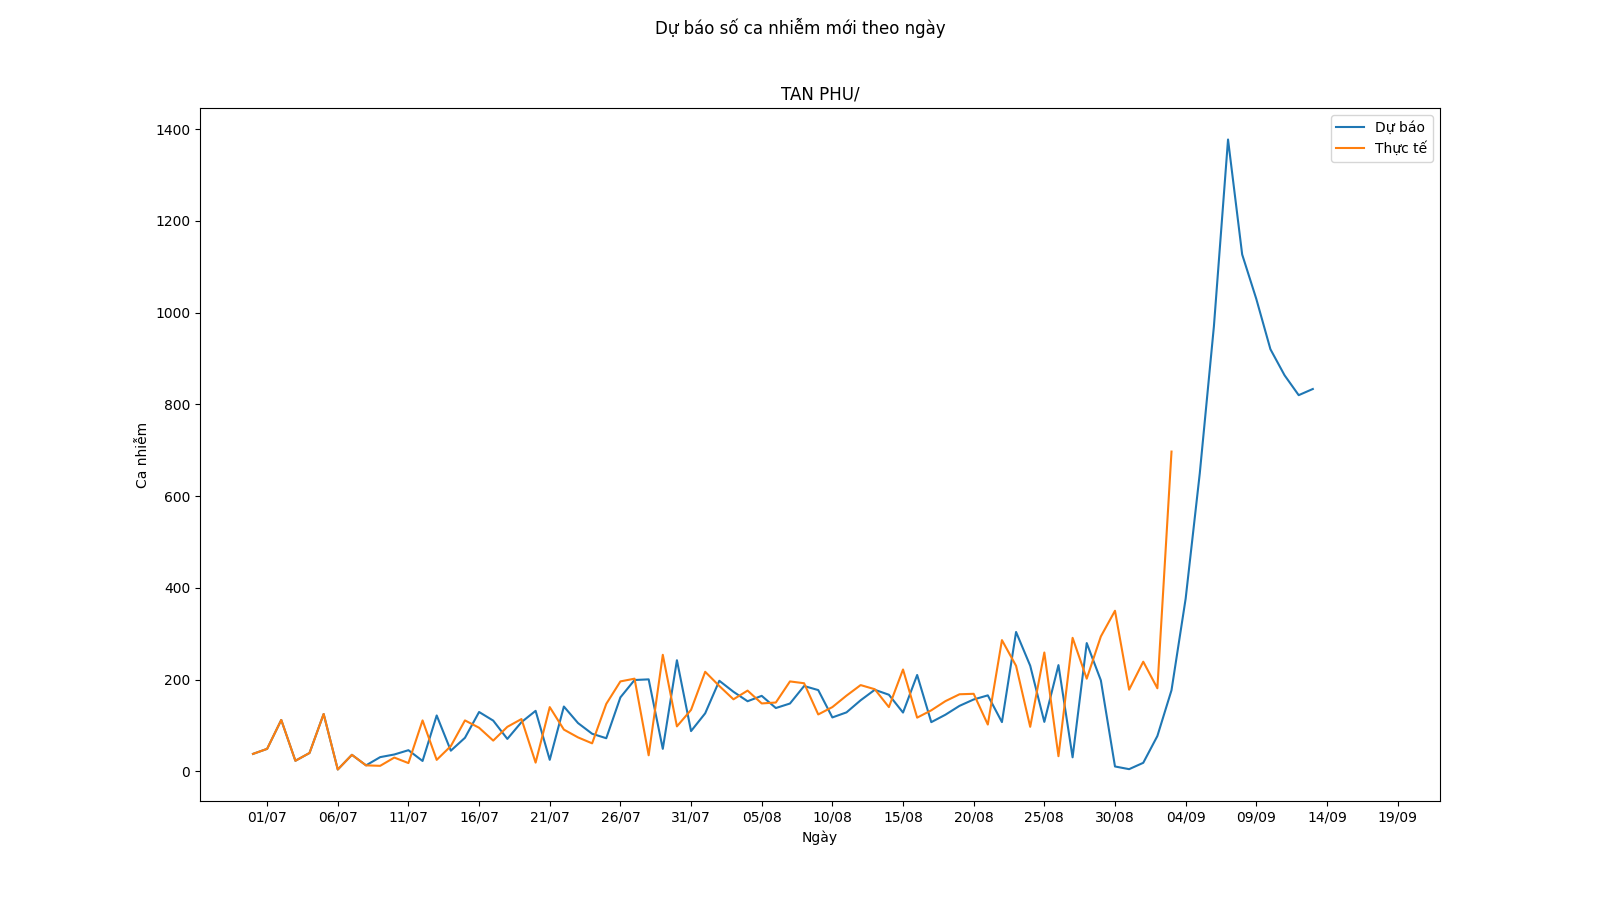 Dự báo số ca nhiễm mới theo ngày
TAN PHU/
Dự báo
Thực tế
1400
1200
1000
800
600
400
200
0
Ca nhiễm
01/07 06/07 11/07 16/07 21/07 26/07 31/07 05/08 10/08 15/08 20/08 25/08 30/08 04/09 09/09 14/09 19/09
Ngày